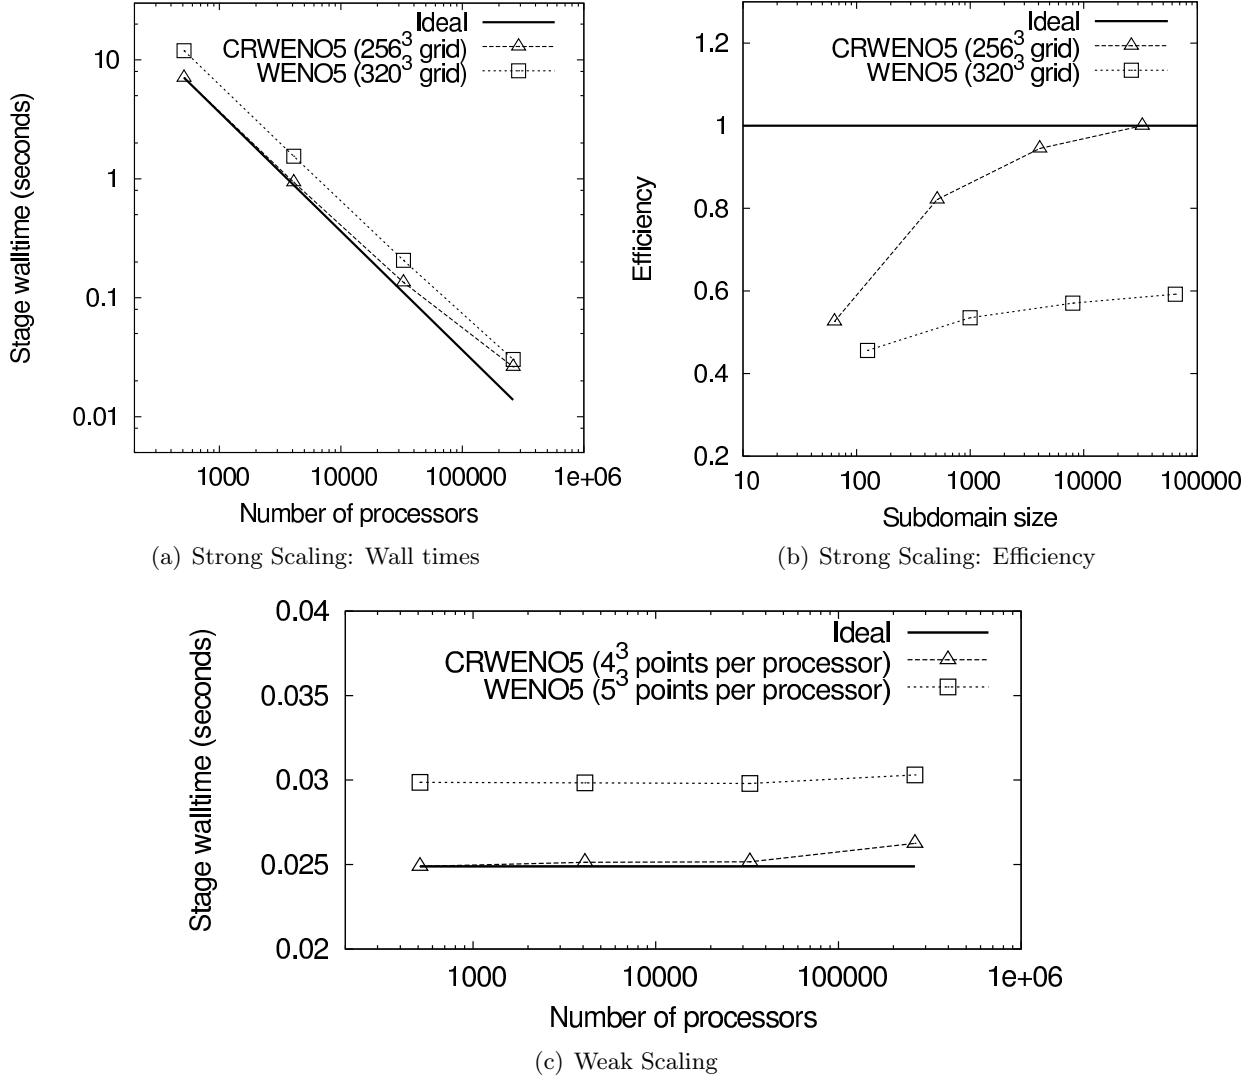 Ideal
CRWENO5 (256³ grid)
WENO5 (320³ grid)
10
1
0.1
0.01
Stage walltime (seconds)
1000 10000 100000 1e+06
Number of processors
(a) Strong Scaling: Wall times
Ideal
CRWENO5 (256³ grid)
WENO5 (320³ grid)
1.2
1
0.8
0.6
0.4
0.2
Efficiency
10 100 1000 10000 100000
Subdomain size
(b) Strong Scaling: Efficiency
Ideal
CRWENO5 (4³ points per processor)
WENO5 (5³ points per processor)
0.04
0.035
0.03
0.025
0.02
Stage walltime (seconds)
1000 10000 100000 1e+06
Number of processors
(c) Weak Scaling